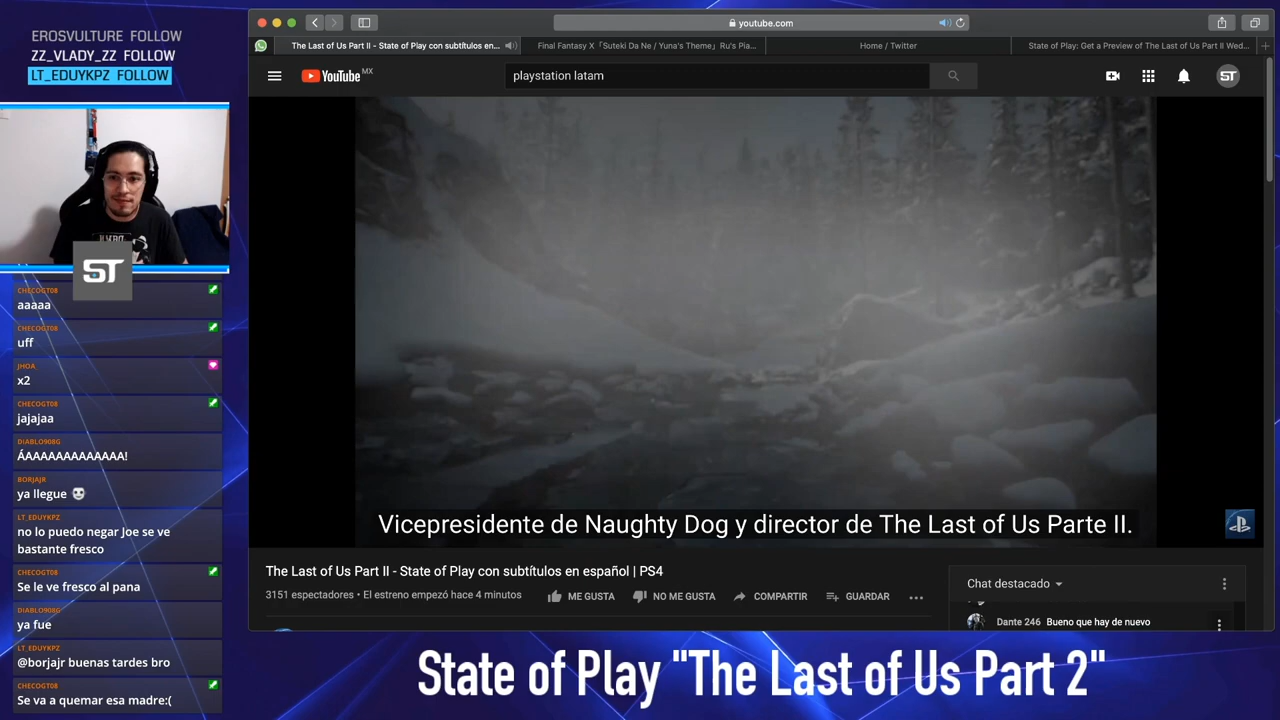 EROSVULTURE FOLLOW
ZZ_VLADY_ZZ FOLLOW
LT_EDUYKPZ FOLLOW
ST
CHECOGT08
aaaaa
CHECOGT08
uff
JHOA
x2
CHECOGT08
jajajaa
DIABLO908G
ÁAAAAAAAAAAAA!
BORJAJR
ya llegue
LT_EDUYKPZ
no lo puedo negar Joe se ve
bastante fresco
CHECOGT08
Se le ve fresco al pana
DIABLO908G
ya fue
LT_EDUYKPZ
@borjajr buenas tardes bro
CHECOGT08
Se va a quemar esa madre:(
youtube.com
The Last of Us Part II - State of Play con subtítulos en...
Final Fantasy X「Suteki Da Ne / Yuna's Theme」Ru's Pia...
Home / Twitter
State of Play: Get a Preview of The Last of Us Part II Wed...
YouTube MX
playstation latam
ST
Vicepresidente de Naughty Dog y director de The Last of Us Parte II.
The Last of Us Part II - State of Play con subtítulos en español | PS4
3151 espectadores • El estreno empezó hace 4 minutos
ME GUSTA
NO ME GUSTA
COMPARTIR
GUARDAR
Chat destacado
Dante 246 Bueno que hay de nuevo
State of Play "The Last of Us Part 2"